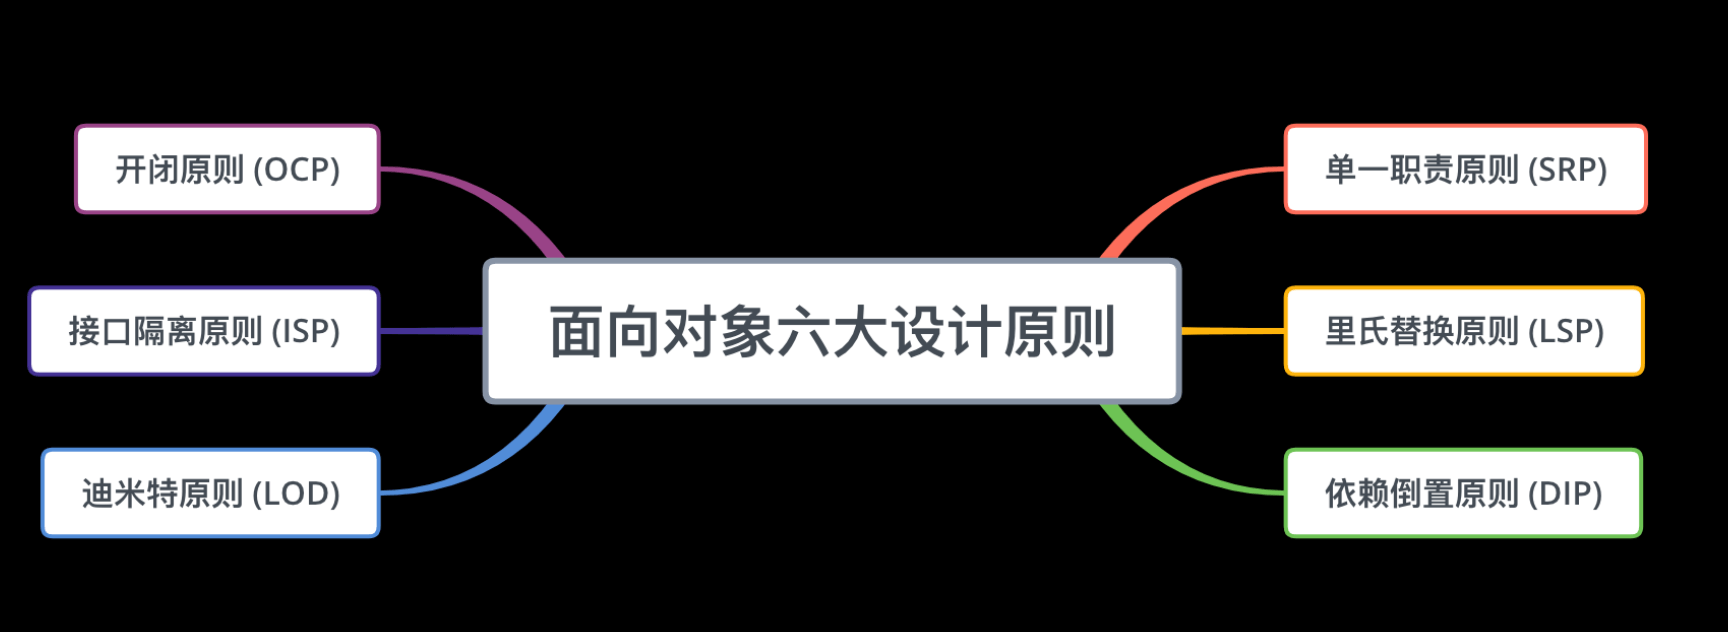 开闭原则 (OCP)
单一职责原则 (SRP)
接口隔离原则 (ISP)
面向对象六大设计原则
里氏替换原则 (LSP)
迪米特原则 (LOD)
依赖倒置原则 (DIP)